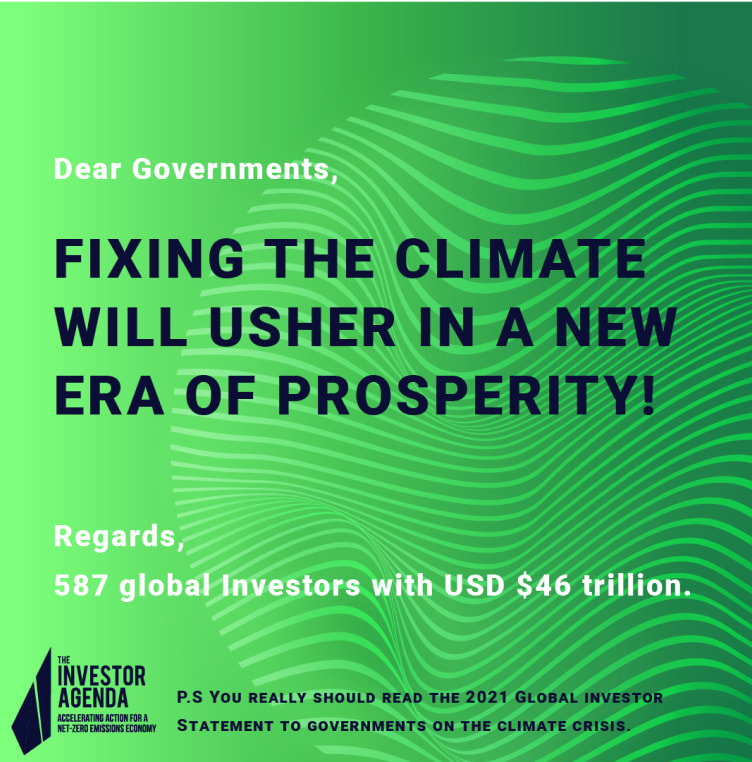 Dear Governments,
FIXING THE CLIMATE
WILL USHER IN A NEW
ERA OF PROSPERITY!
Regards,
587 global Investors with USD $46 trillion.
THE
INVESTOR
AGENDA
ACCELERATING ACTION FOR A
NET-ZERO EMISSIONS ECONOMY
P.S YOU REALLY SHOULD READ THE 2021 GLOBAL INVESTOR
STATEMENT TO GOVERNMENTS ON THE CLIMATE CRISIS.